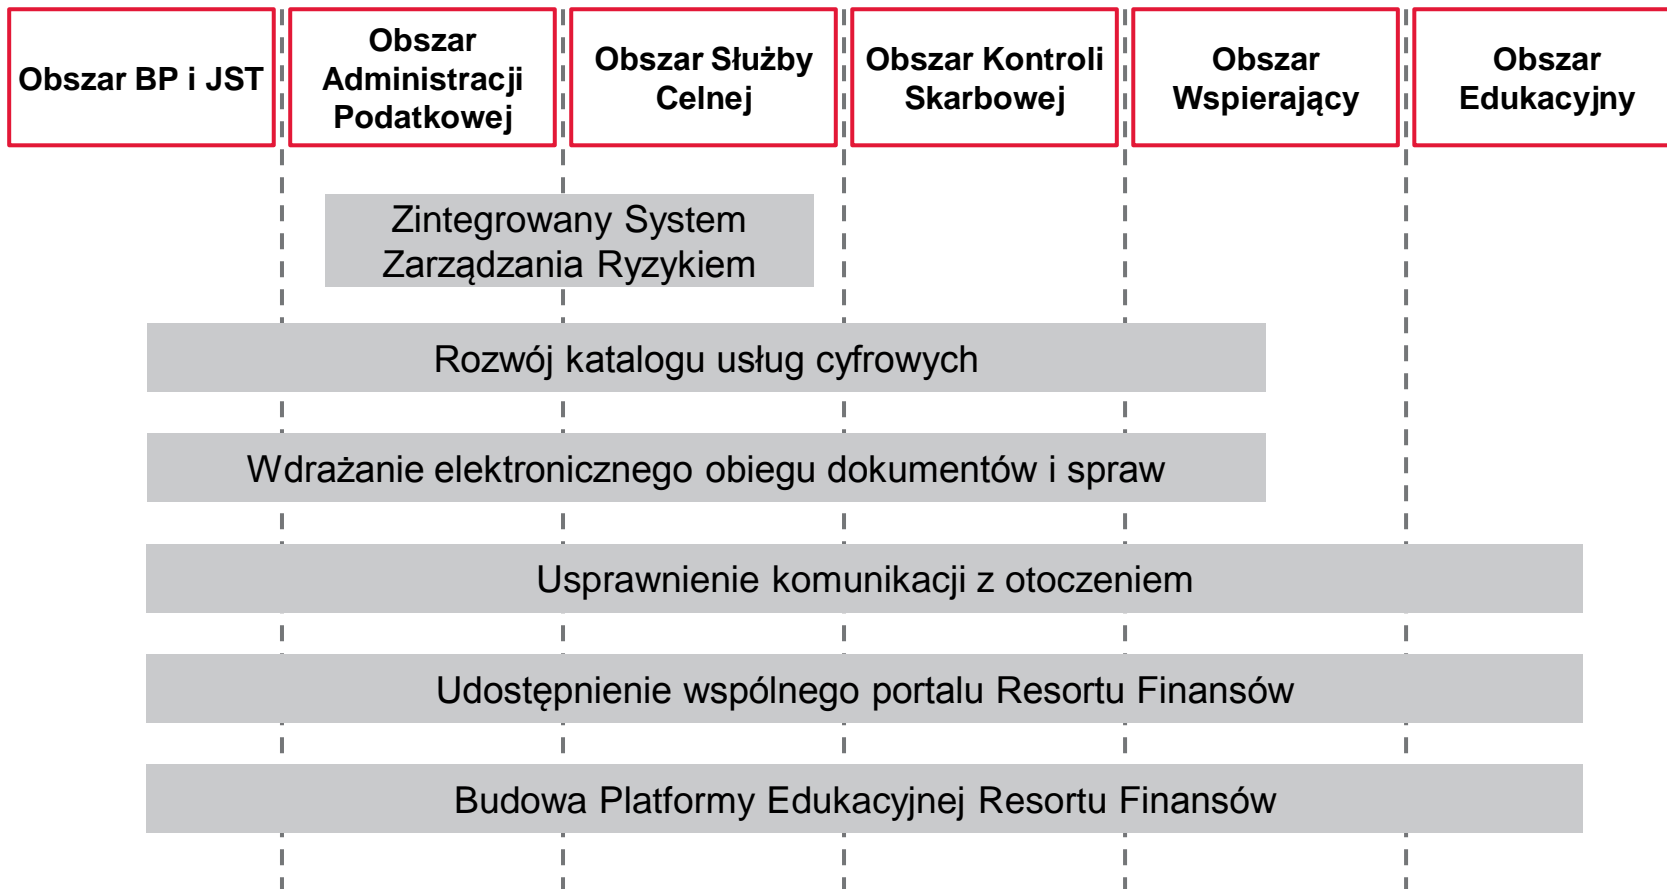 Obszar BP i JST
Obszar
Administracji
Podatkowej
Obszar Służby
Celnej
Obszar Kontroli
Skarbowej
Obszar
Wspierający
Obszar
Edukacyjny
Zintegrowany System
Zarządzania Ryzykiem
Rozwój katalogu usług cyfrowych
Wdrażanie elektronicznego obiegu dokumentów i spraw
Usprawnienie komunikacji z otoczeniem
Udostępnienie wspólnego portalu Resortu Finansów
Budowa Platformy Edukacyjnej Resortu Finansów